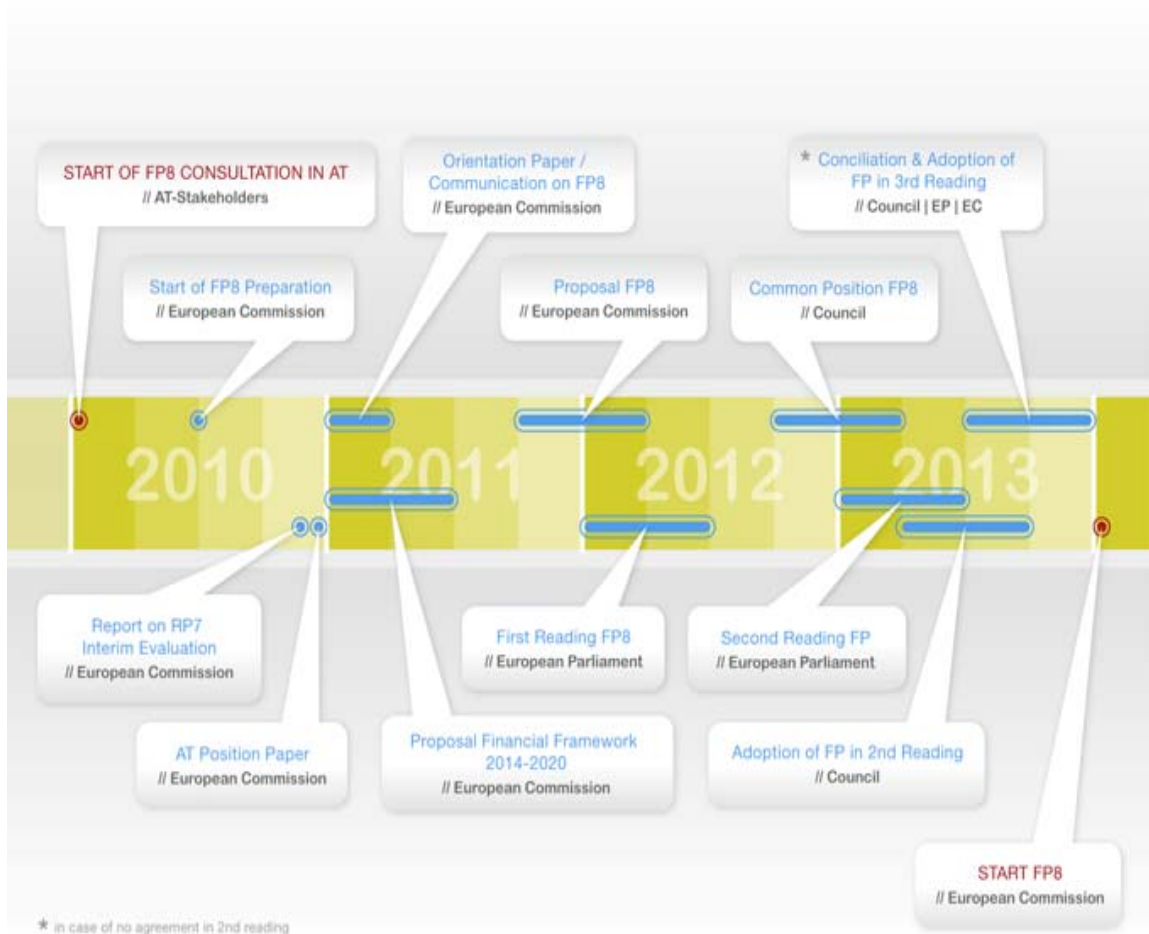 START OF FP8 CONSULTATION IN AT
// AT-Stakeholders
Orientation Paper /
Communication on FP8
// European Commission
* Conciliation & Adoption of
FP in 3rd Reading
// Council | EP | EC
Start of FP8 Preparation
// European Commission
Proposal FP8
// European Commission
Common Position FP8
// Council
2010
2011
2012
2013
Report on RP7
Interim Evaluation
// European Commission
First Reading FP8
// European Parliament
Second Reading FP
// European Parliament
AT Position Paper
// European Commission
Proposal Financial Framework
2014-2020
// European Commission
Adoption of FP in 2nd Reading
// Council
START FP8
// European Commission
* in case of no agreement in 2nd reading